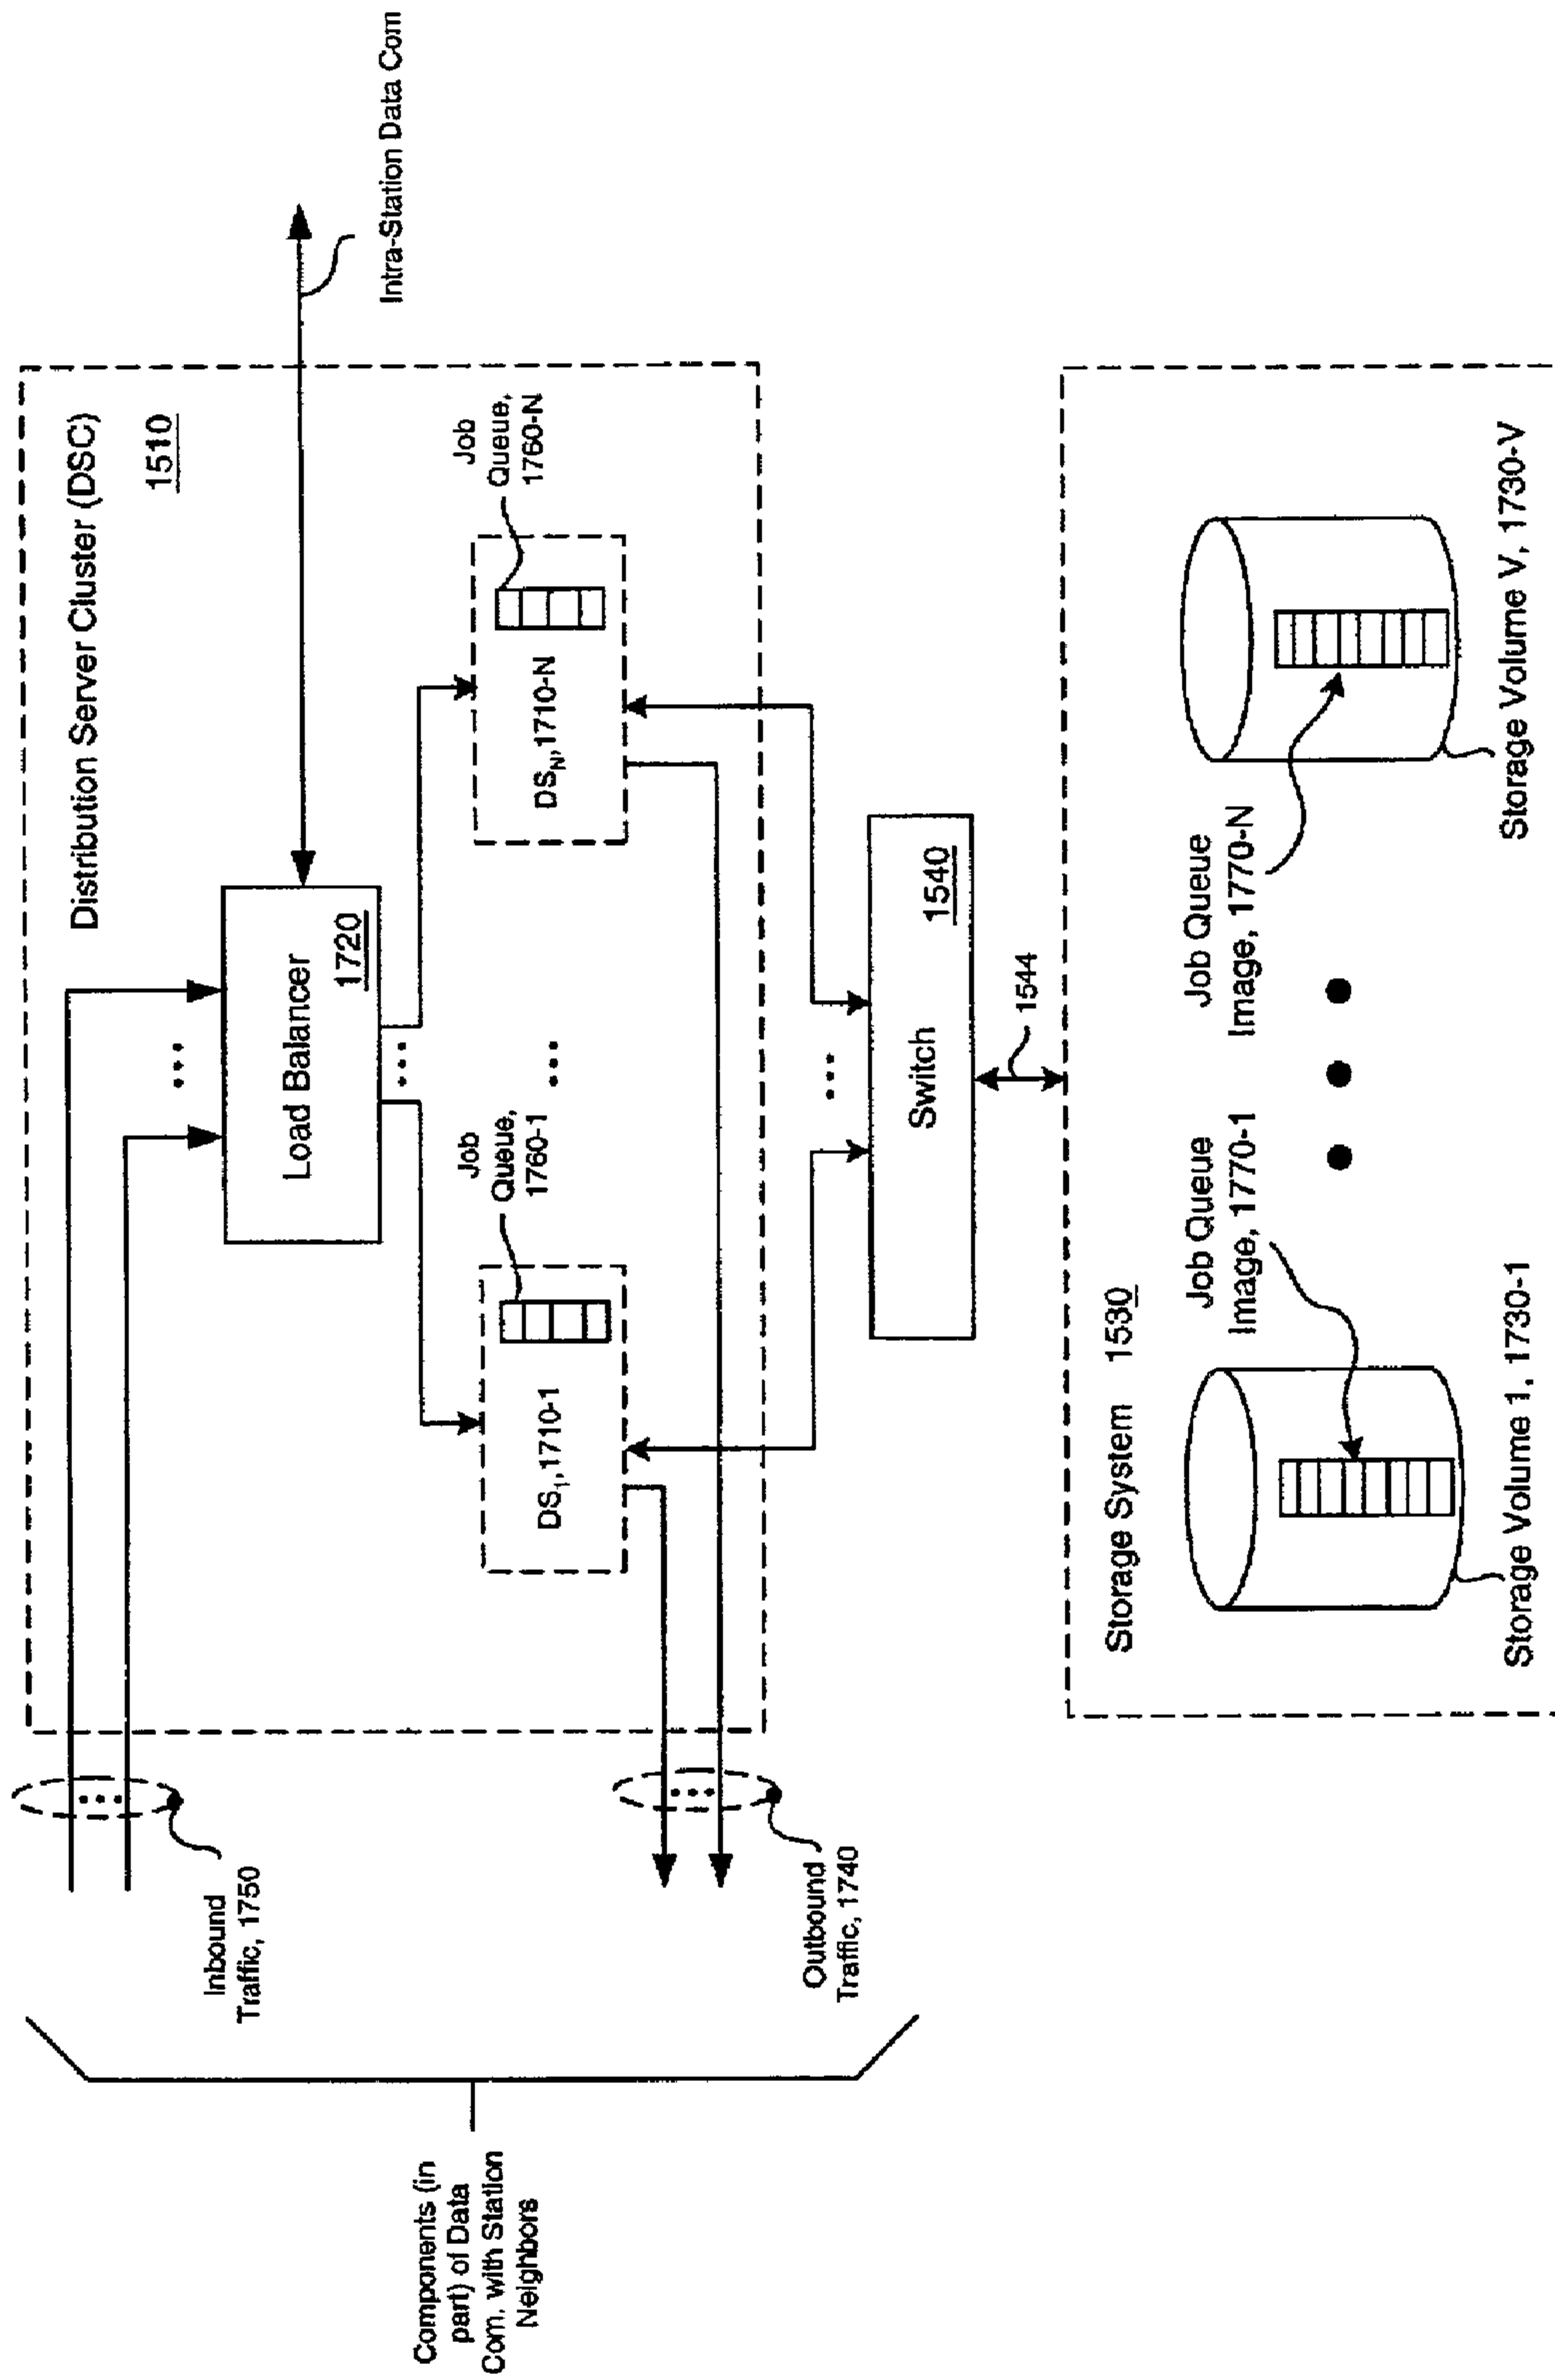 Distribution Server Cluster (DSC)
1510
Intra-Station Data Com
Load Balancer
1720
Job
Queue,
1760-1
Job
Queue,
1760-N
DS1,1710-1
DSN,1710-N
Inbound
Traffic, 1750
Outbound
Traffic, 1740
Components (in
part) of Data
Com. with Station
Neighbors
Switch
1540
1544
Storage System 1530
Job Queue
Image, 1770-1
Job Queue
Image, 1770-N
Storage Volume 1, 1730-1
Storage Volume V, 1730-V